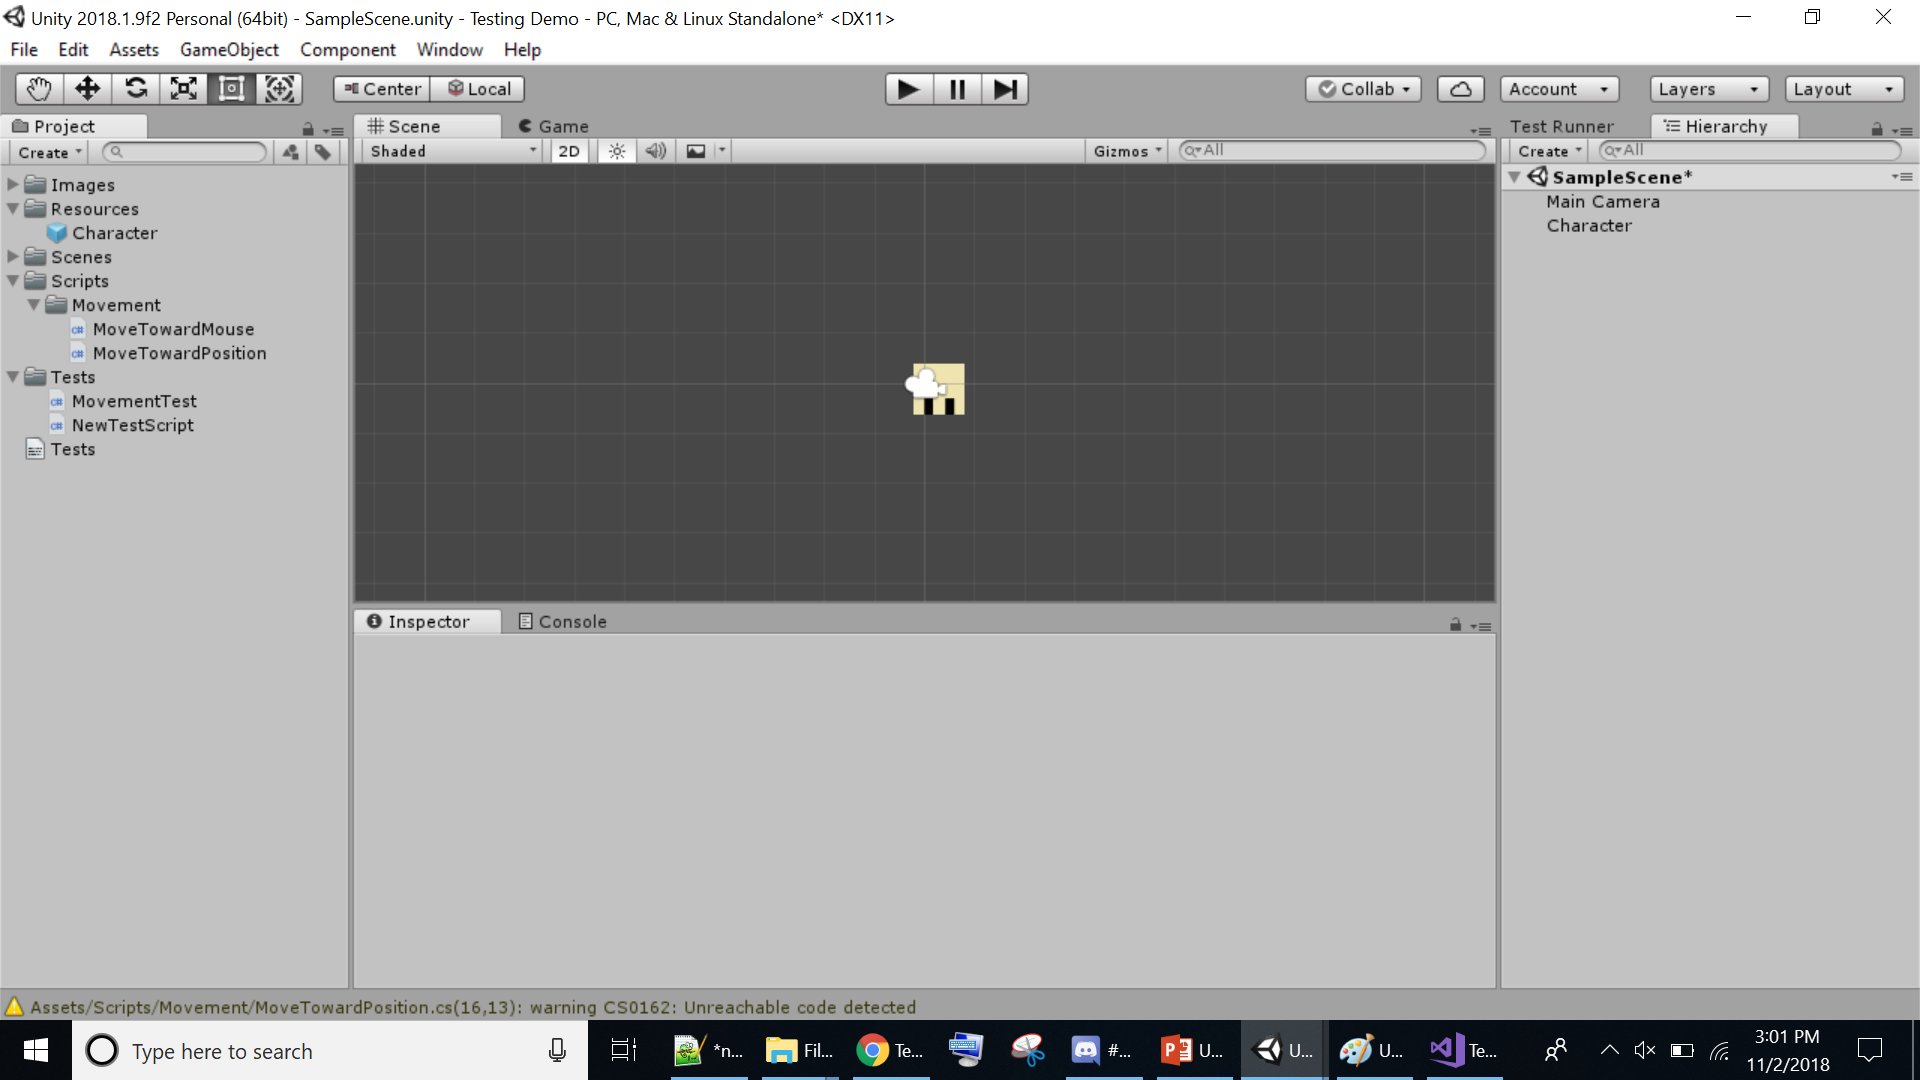 Unity 2018.1.9f2 Personal (64bit) - SampleScene.unity - Testing Demo - PC, Mac & Linux Standalone* <DX11>
File Edit Assets GameObject Component Window Help
Center Local Collab Account Layers Layout
Project Scene Game Test Runner Hierarchy
Create Shaded 2D Gizmos All Create All
Images
Resources
Character
Scenes
Scripts
Movement
C# MoveTowardMouse
C# MoveTowardPosition
Tests
C# MovementTest
C# NewTestScript
Tests
SampleScene*
Main Camera
Character
Inspector Console
Assets/Scripts/Movement/MoveTowardPosition.cs(16,13): warning CS0162: Unreachable code detected
Type here to search *n... Fil... Te... #... U... U... U... Te... 3:01 PM
11/2/2018